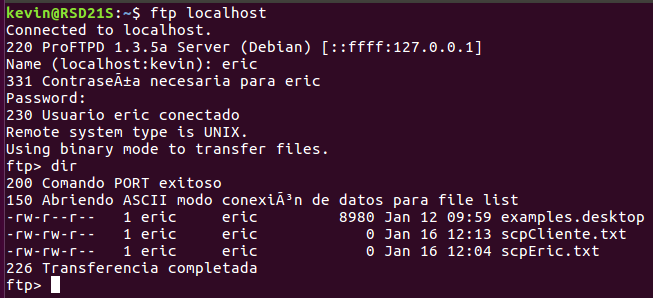 kevin@RSD21S:~$ ftp localhost
Connected to localhost.
220 ProFTPD 1.3.5a Server (Debian) [::ffff:127.0.0.1]
Name (localhost:kevin): eric
331 ContraseÃ±a necesaria para eric
Password:
230 Usuario eric conectado
Remote system type is UNIX.
Using binary mode to transfer files.
ftp> dir
200 Comando PORT exitoso
150 Abriendo ASCII modo conexiÃ³n de datos para file list
-rw-r--r--   1 eric     eric         8980 Jan 12 09:59 examples.desktop
-rw-rw-r--   1 eric     eric            0 Jan 16 12:13 scpCliente.txt
-rw-rw-r--   1 eric     eric            0 Jan 16 12:04 scpEric.txt
226 Transferencia completada
ftp>